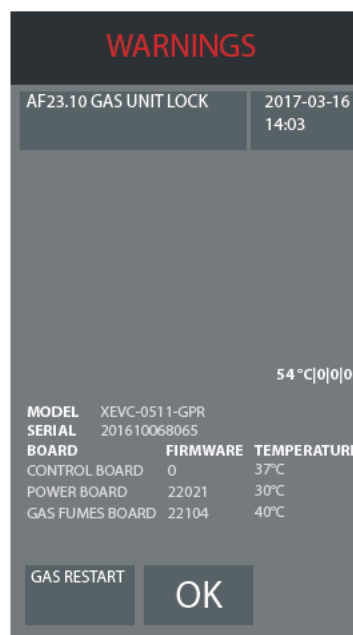 WARNINGS
AF23.10 GAS UNIT LOCK
2017-03-16
14:03
54°C|0|0|0
MODEL XEVC-0511-GPR
SERIAL 201610068065
BOARD FIRMWARE TEMPERATURE
CONTROL BOARD 0 37°C
POWER BOARD 22021 30°C
GAS FUMES BOARD 22104 40°C
GAS RESTART
OK